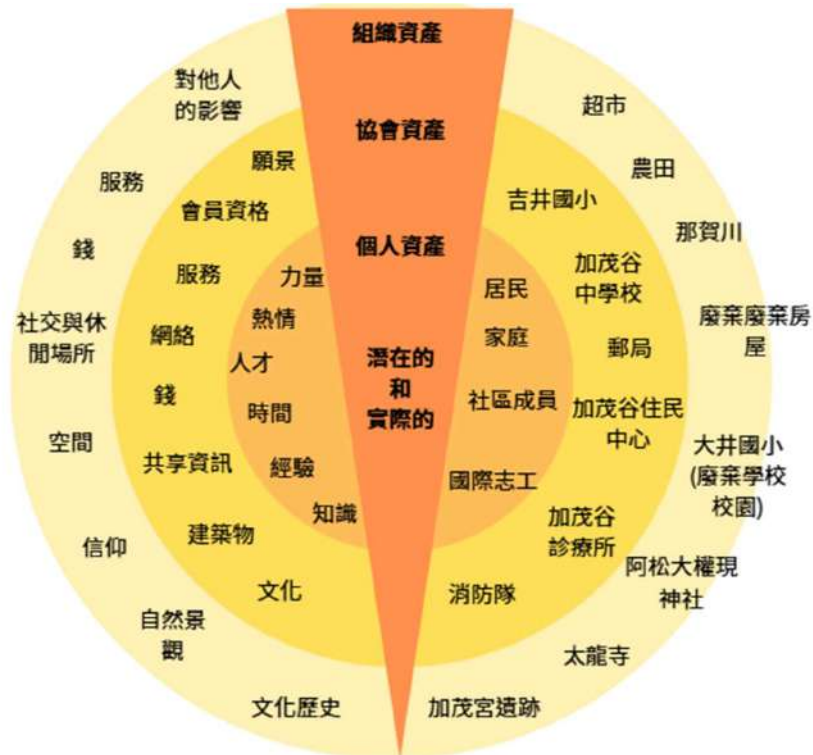 組織資產
協會資產
個人資產
潛在的
和
實際的
對他人
的影響
服務
錢
社交與休
閒場所
空間
信仰
自然景
觀
文化歷史
願景
會員資格
服務
網絡
錢
共享資訊
建築物
文化
力量
熱情
人才
時間
經驗
知識
居民
家庭
社區成員
國際志工
吉井國小
加茂谷
中學校
郵局
加茂谷住民
中心
加茂谷
診療所
消防隊
超市
農田
那賀川
廢棄廢棄房
屋
大井國小
(廢棄學校
校園)
阿松大權現
神社
太龍寺
加茂宮遺跡